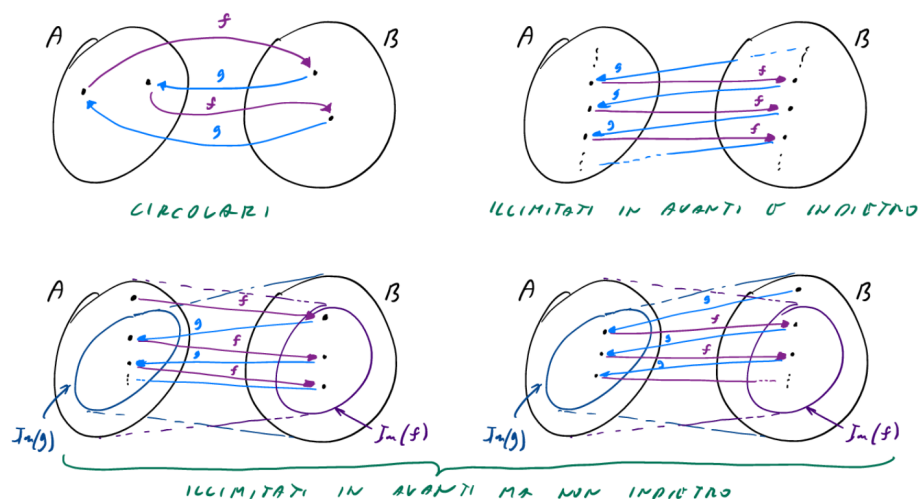 A f B
g
f
g
CIRCOLARI
A B
g f
g f
g f
ILLIMITATI IN AVANTI E INDIETRO
A f B
g
f
g
f
Im(g) Im(f)
A B
g
f
g
f
g
Im(g) Im(f)
ILLIMITATI IN AVANTI MA NON INDIETRO